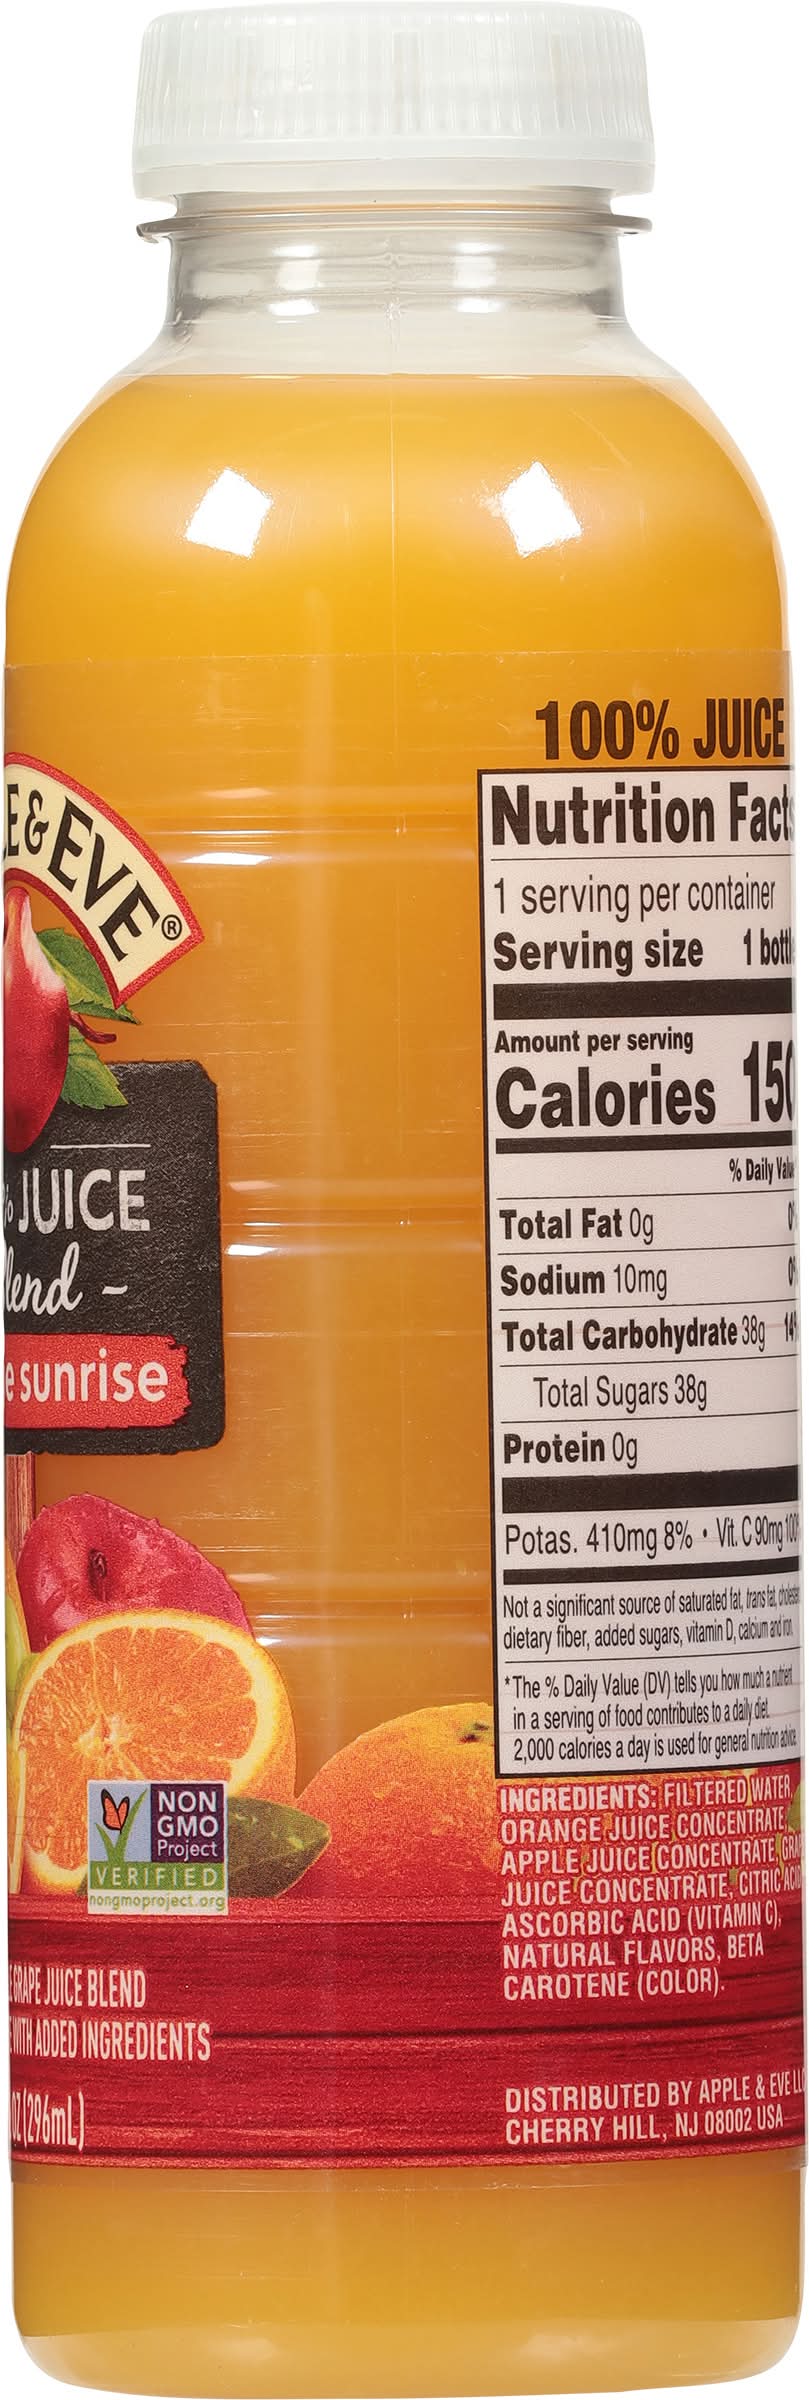 & EVE®
JUICE
sunrise
NON
GMO
Project
VERIFIED
nongmoproject.org
GRAPE JUICE BLEND
WITH ADDED INGREDIENTS
(296mL)
100% JUICE
Nutrition Facts
1 serving per container
Serving size 1
Amount per serving
Calories
% Daily
Total Fat 0g
Sodium 10mg
Total Carbohydrate 38g
Total Sugars 38g
Protein 0g
Potas. 410mg 8% • Vit. C 90mg
Not a significant source of saturated fat, trans fat,
dietary fiber, added sugars, vitamin D, calcium and iron.
*The % Daily Value (DV) tells you how much a nutrient
in a serving of food contributes to a daily diet.
2,000 calories a day is used for general nutrition advice.
INGREDIENTS: FILTERED WATER,
ORANGE JUICE CONCENTRATE,
APPLE JUICE CONCENTRATE,
JUICE CONCENTRATE, CITRIC ACID,
ASCORBIC ACID (VITAMIN C),
NATURAL FLAVORS, BETA
CAROTENE (COLOR).
DISTRIBUTED BY APPLE & EVE
CHERRY HILL, NJ 08002 USA